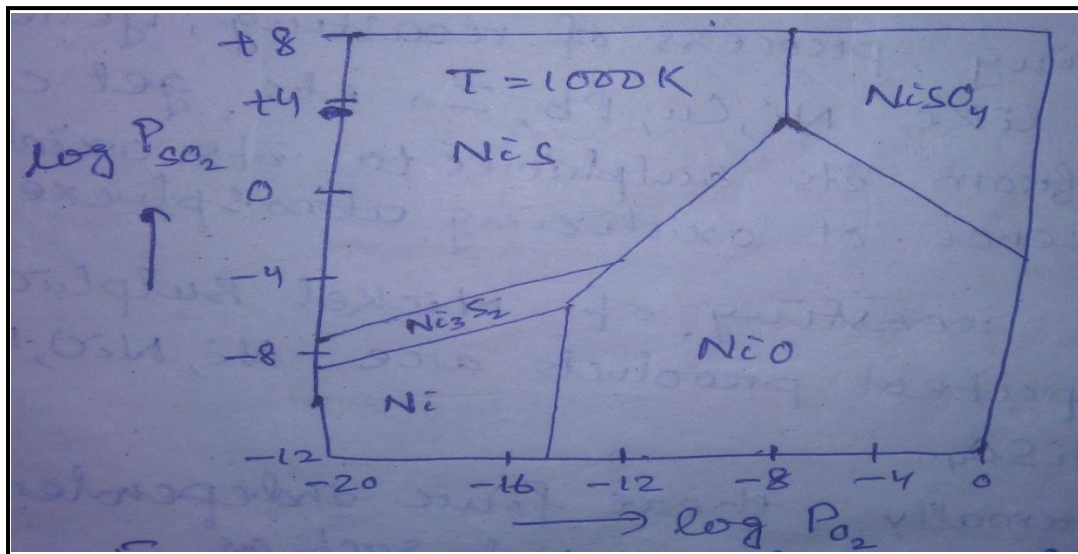 +8
T = 1000K
NiSO4
+4
log PSO2
NiS
0
-4
Ni3S2
-8
NiO
Ni
-12
-20 -16 -12 -8 -4 0
log PO2